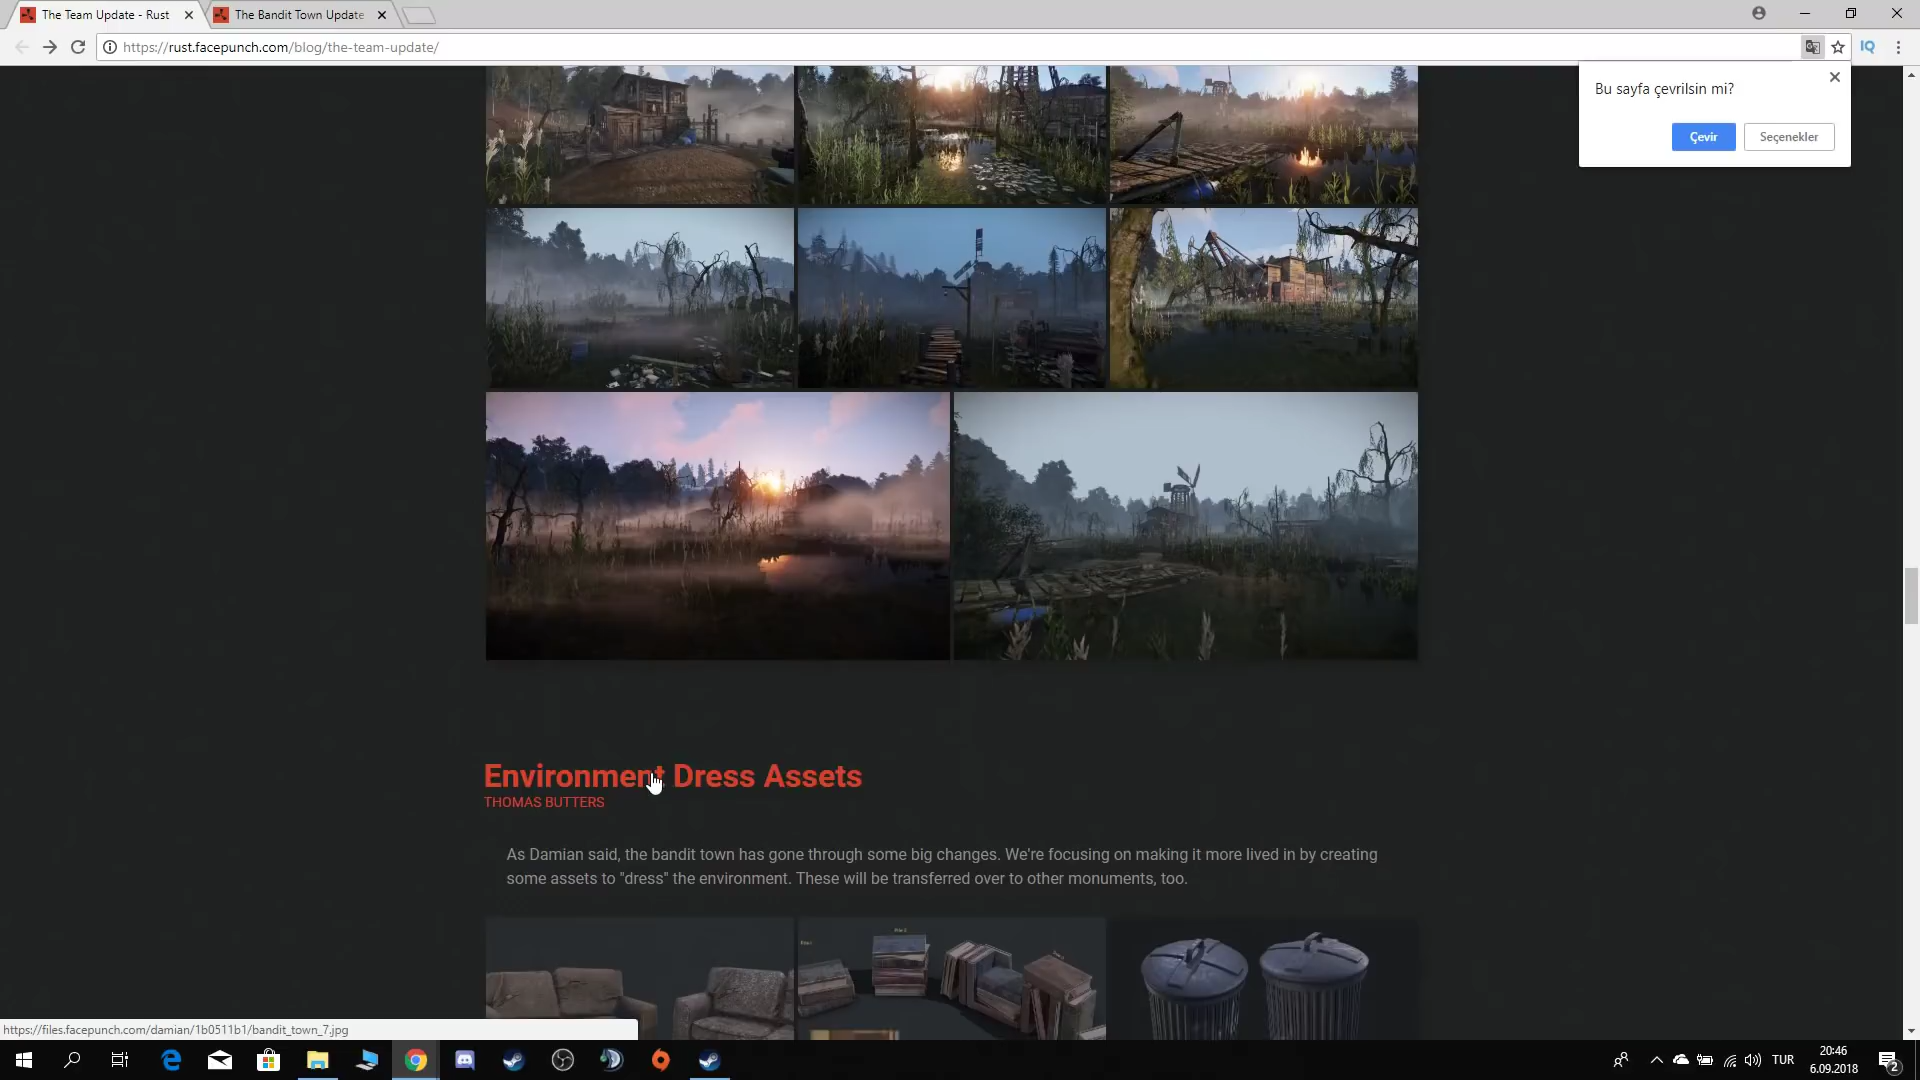 The Team Update - Rust
The Bandit Town Update
https://rust.facepunch.com/blog/the-team-update/
IQ
Bu sayfa çevrilsin mi?
Çevir
Seçenekler
Environment Dress Assets
THOMAS BUTTERS
As Damian said, the bandit town has gone through some big changes. We're focusing on making it more lived in by creating
some assets to "dress" the environment. These will be transferred over to other monuments, too.
https://files.facepunch.com/damian/1b0511b1/bandit_town_7.jpg
TUR
20:46
6.09.2018
2